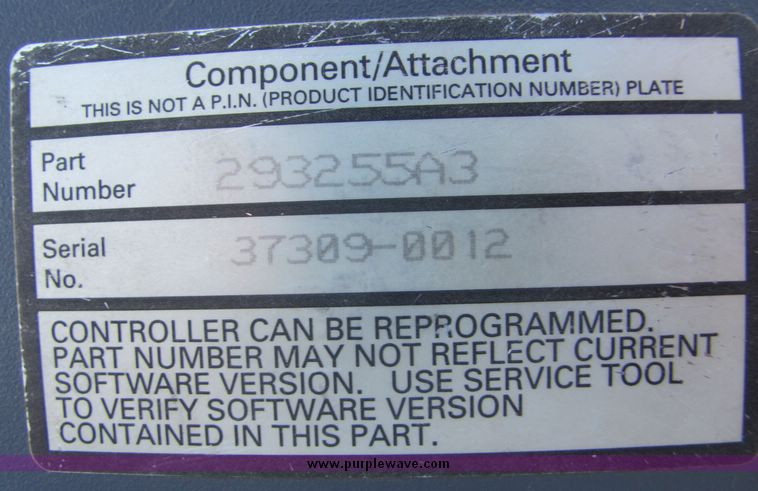 Component/Attachment
THIS IS NOT A P.I.N. (PRODUCT IDENTIFICATION NUMBER) PLATE
Part Number 293255A3
Serial No. 37309-0012
CONTROLLER CAN BE REPROGRAMMED.
PART NUMBER MAY NOT REFLECT CURRENT
SOFTWARE VERSION. USE SERVICE TOOL
TO VERIFY SOFTWARE VERSION
CONTAINED IN THIS PART.
www.purplewave.com